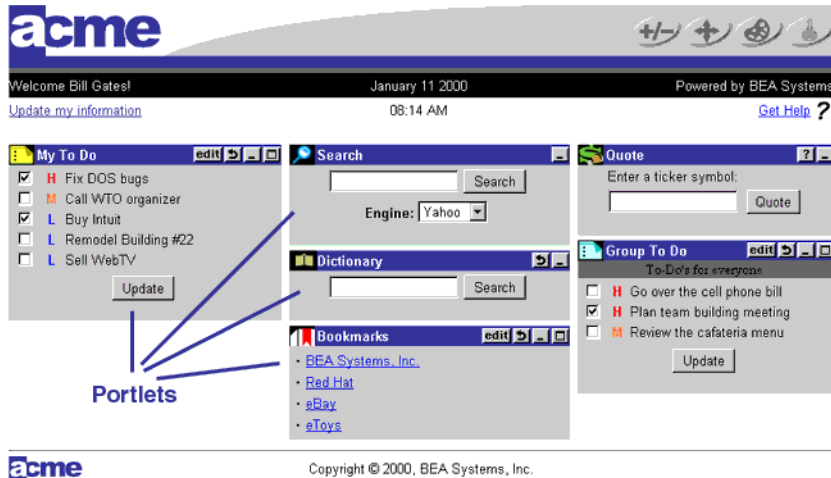 acme
+/-
Welcome Bill Gates! January 11 2000 Powered by BEA Systems
Update my information 08:14 AM Get Help ?
My To Do edit
H Fix DOS bugs
M Call WTO organizer
L Buy Intuit
L Remodel Building #22
L Sell WebTV
Update
Portlets
Search
Search
Engine: Yahoo
Dictionary
Search
Bookmarks edit
· BEA Systems, Inc.
· Red Hat
· eBay
· eToys
Quote ?
Enter a ticker symbol:
Quote
Group To Do edit
To-Do's for everyone
H Go over the cell phone bill
H Plan team building meeting
M Review the cafateria menu
Update
acme Copyright © 2000, BEA Systems, Inc.